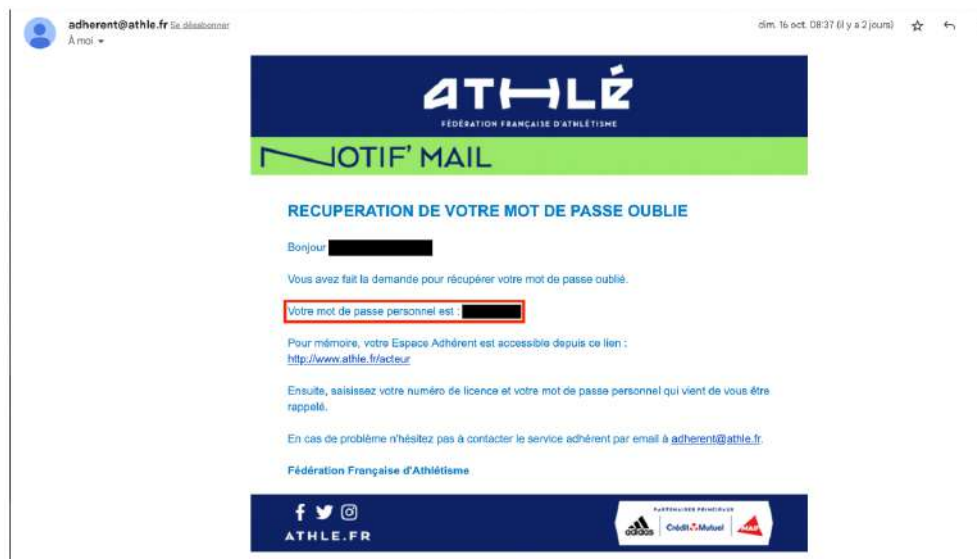 adherent@athle.fr Se désabonner
dim. 16 oct. 08:37 (il y a 2 jours)
À moi
ATHLÉ
FÉDÉRATION FRANÇAISE D'ATHLÉTISME
NOTIF' MAIL
RECUPERATION DE VOTRE MOT DE PASSE OUBLIE
Bonjour
Vous avez fait la demande pour récupérer votre mot de passe oublié.
Votre mot de passe personnel est :
Pour mémoire, votre Espace Adhérent est accessible depuis ce lien :
http://www.athle.fr/acteur
Ensuite, saisissez votre numéro de licence et votre mot de passe personnel qui vient de vous être
rappelé.
En cas de problème n'hésitez pas à contacter le service adhérent par email à adherent@athle.fr.
Fédération Française d'Athlétisme
PARTENAIRES PRINCIPAUX
adidas Crédit Mutuel MAIF
ATHLE.FR